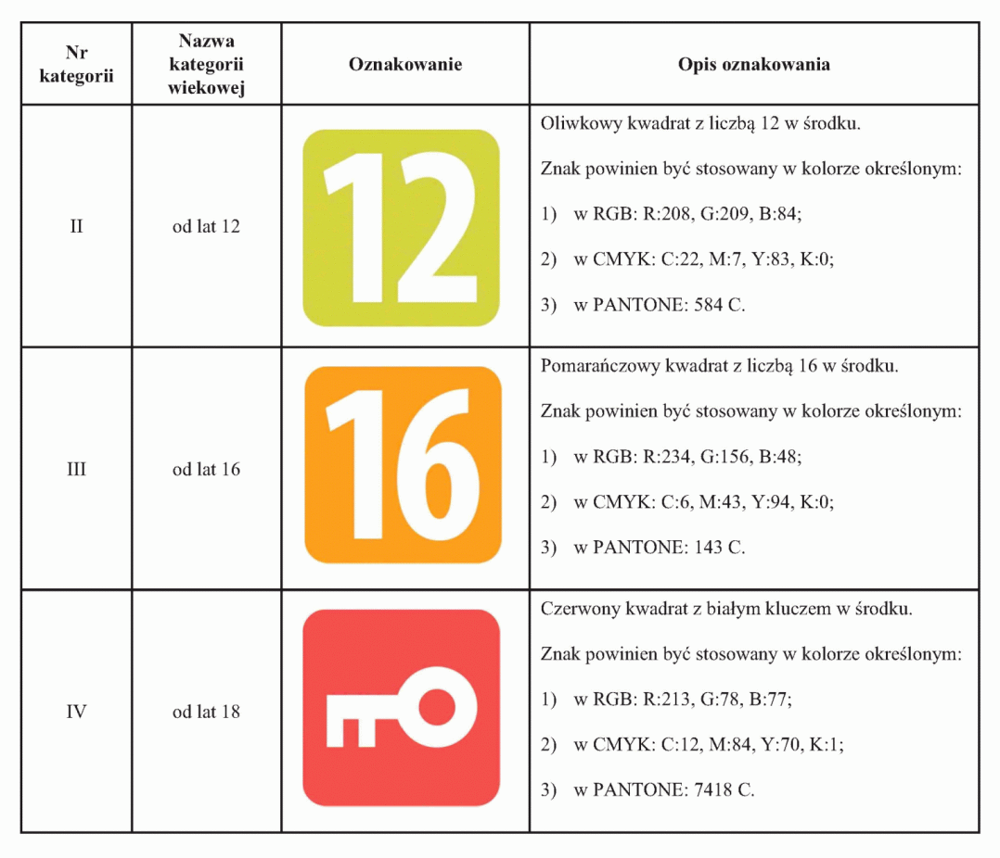 Nr
kategorii
Nazwa
kategorii
wiekowej
Oznakowanie
Opis oznakowania
II
od lat 12
12
Oliwkowy kwadrat z liczbą 12 w środku.
Znak powinien być stosowany w kolorze określonym:
1) w RGB: R:208, G:209, B:84;
2) w CMYK: C:22, M:7, Y:83, K:0;
3) w PANTONE: 584 C.
III
od lat 16
16
Pomarańczowy kwadrat z liczbą 16 w środku.
Znak powinien być stosowany w kolorze określonym:
1) w RGB: R:234, G:156, B:48;
2) w CMYK: C:6, M:43, Y:94, K:0;
3) w PANTONE: 143 C.
IV
od lat 18
Czerwony kwadrat z białym kluczem w środku.
Znak powinien być stosowany w kolorze określonym:
1) w RGB: R:213, G:78, B:77;
2) w CMYK: C:12, M:84, Y:70, K:1;
3) w PANTONE: 7418 C.